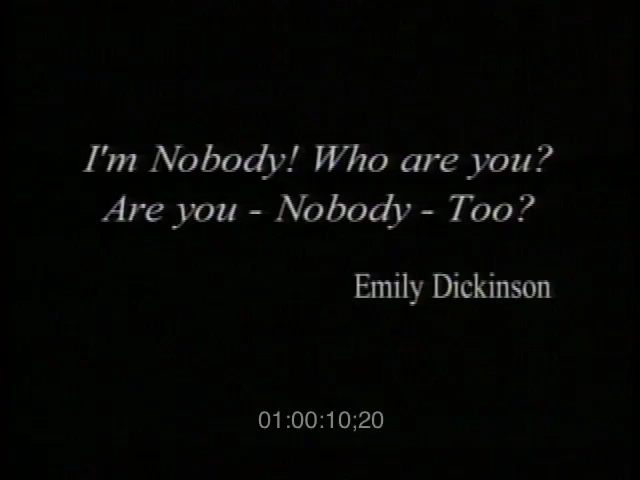 I'm Nobody! Who are you?
Are you - Nobody - Too?
Emily Dickinson
01:00:10;20